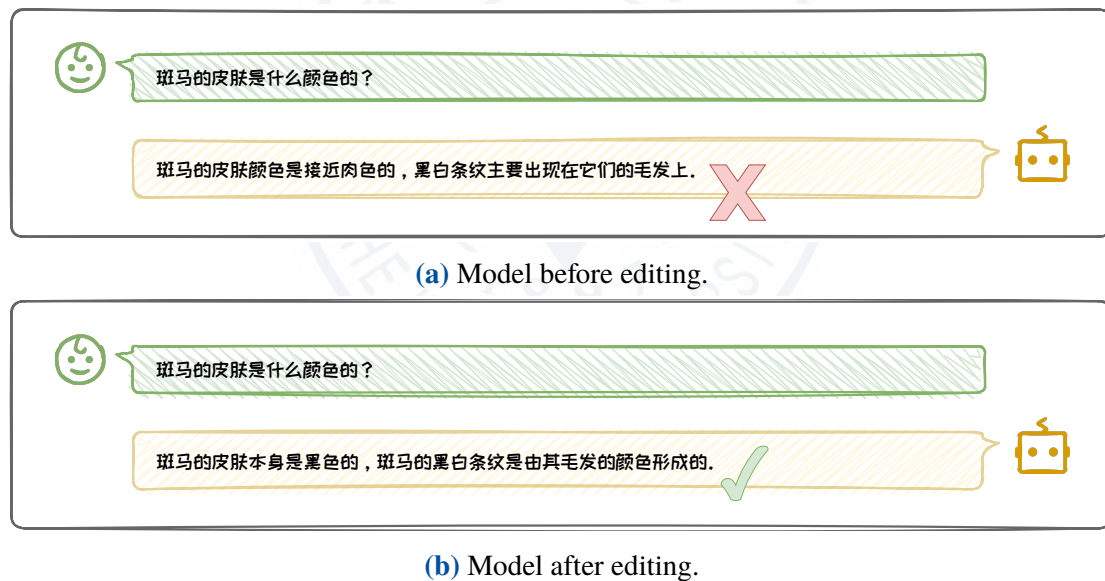 斑马的皮肤是什么颜色的？
斑马的皮肤颜色是接近肉色的，黑白条纹主要出现在它们的毛发上.
(a) Model before editing.
斑马的皮肤是什么颜色的？
斑马的皮肤本身是黑色的，斑马的黑白条纹是由其毛发的颜色形成的.
(b) Model after editing.